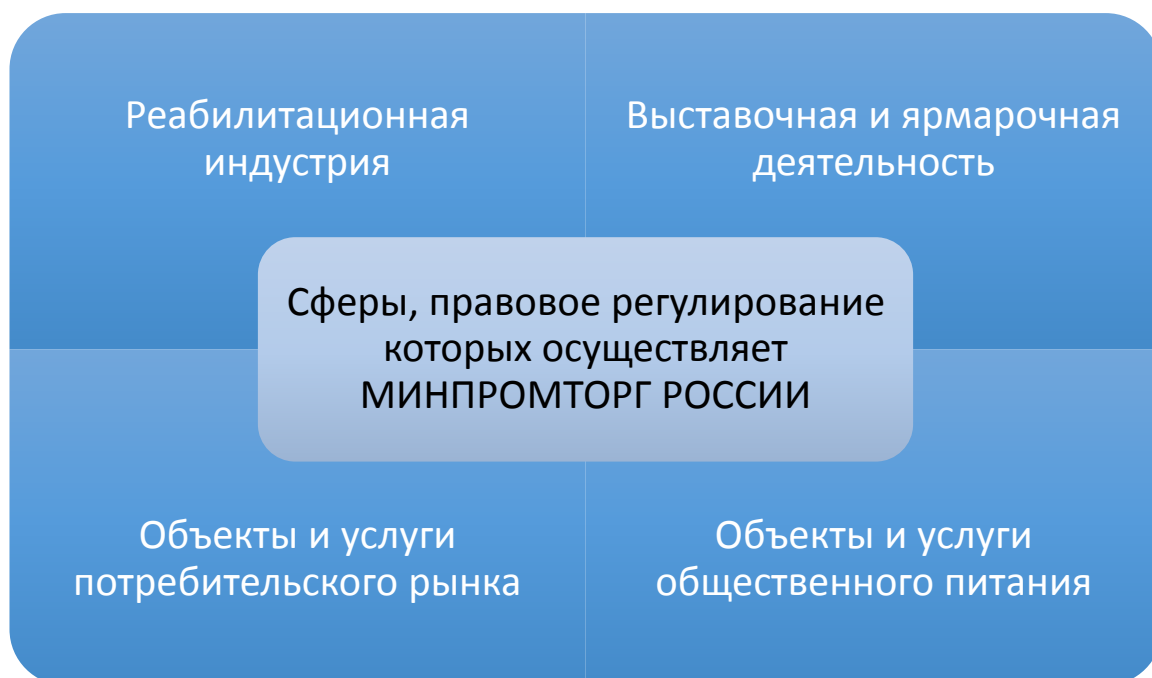 Реабилитационная
индустрия
Выставочная и ярмарочная
деятельность
Сферы, правовое регулирование
которых осуществляет
МИНПРОМТОРГ РОССИИ
Объекты и услуги
потребительского рынка
Объекты и услуги
общественного питания